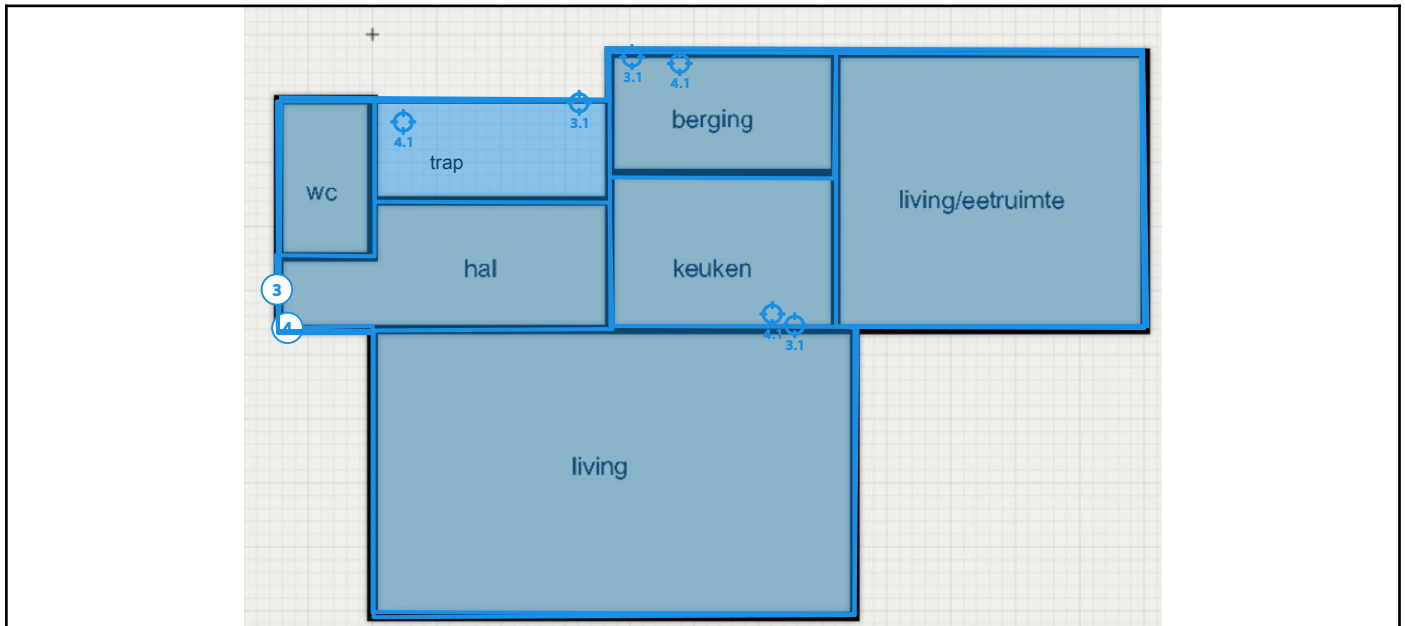 3.1
4.1
3.1
4.1
berging
trap
wc
living/eetruimte
hal
keuken
3
4
4.1
3.1
living